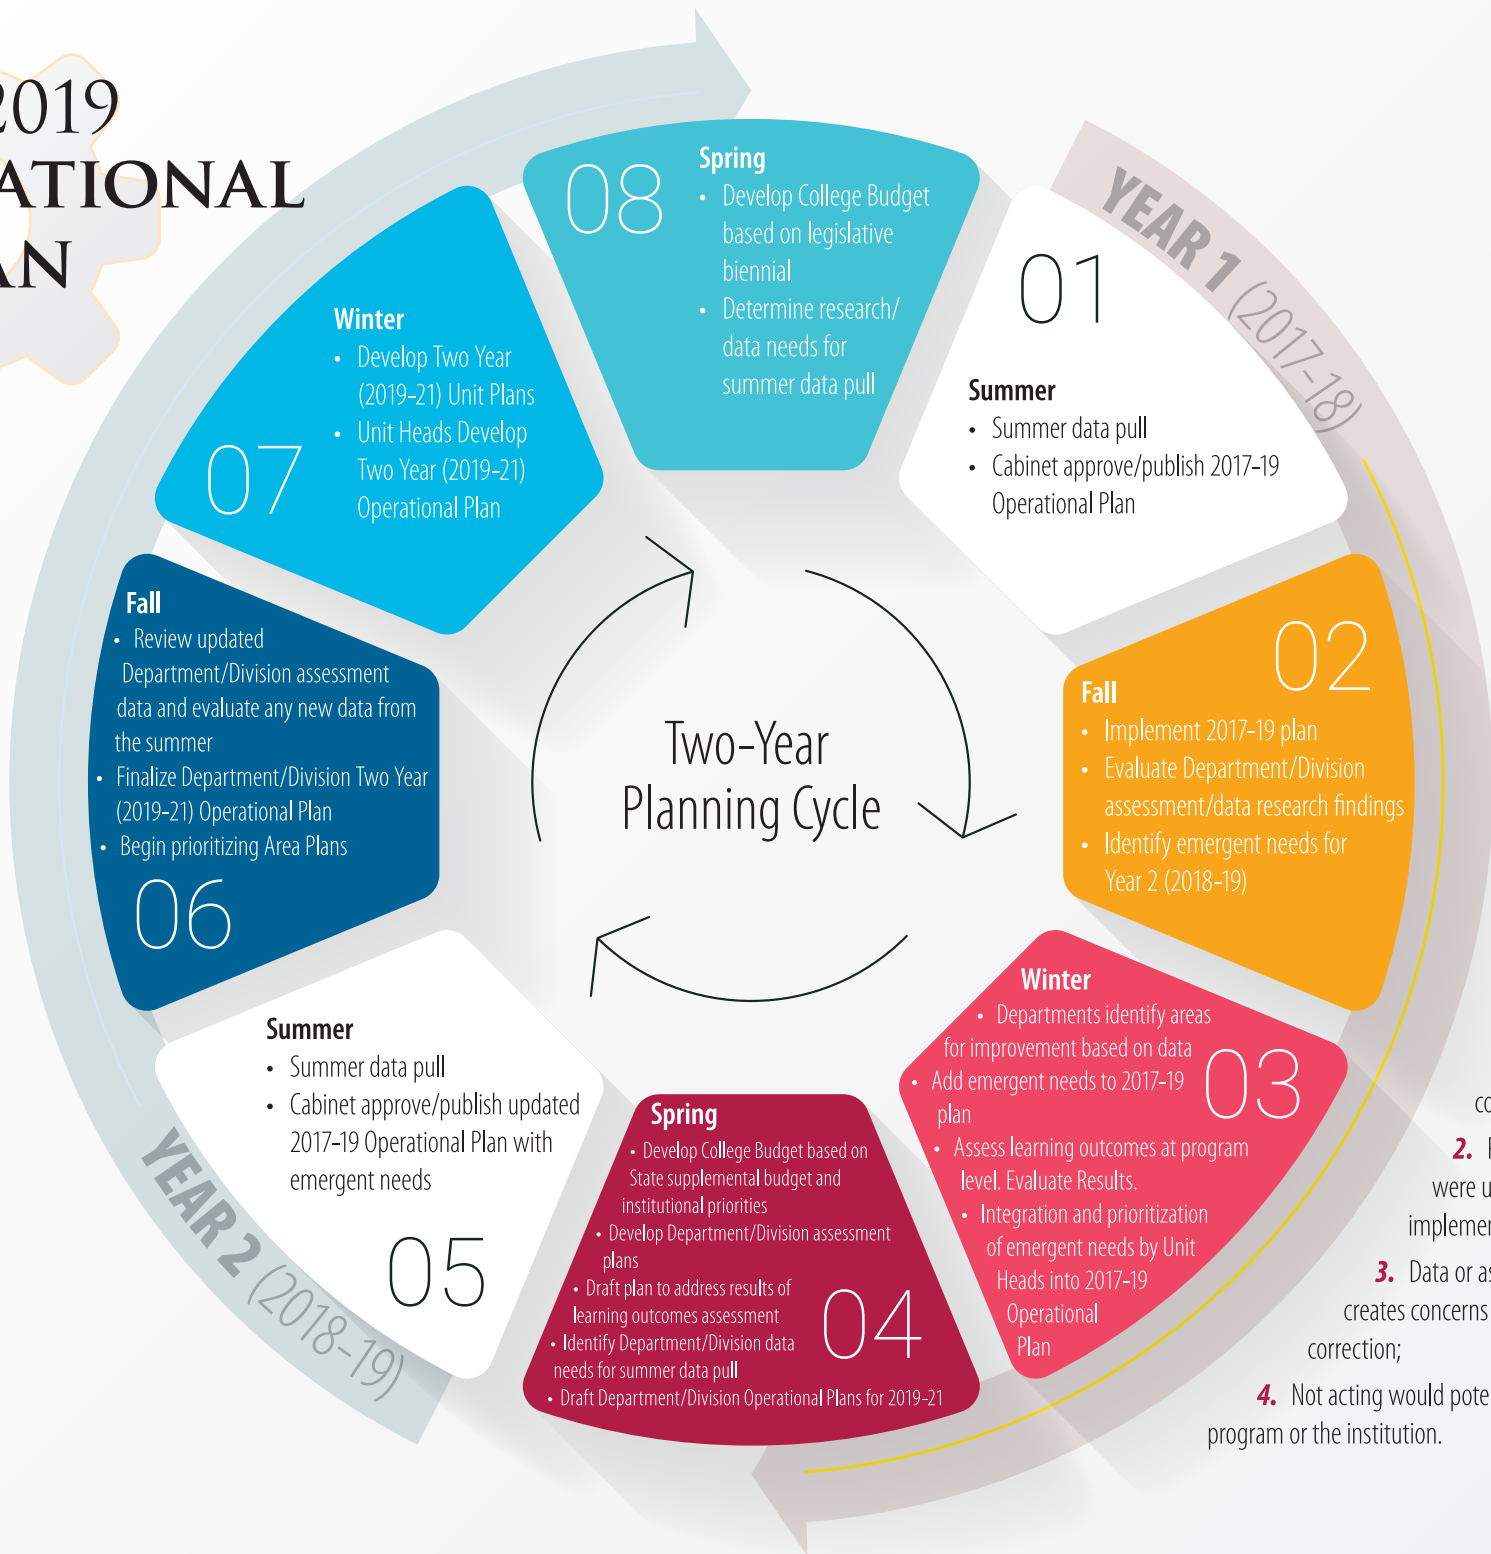 2019
ATIONAL
AN
08
Spring
• Develop College Budget
based on legislative
biennial
• Determine research/
data needs for
summer data pull
YEAR 1 (2017-18)
01
Summer
• Summer data pull
• Cabinet approve/publish 2017-19
Operational Plan
02
Fall
• Implement 2017-19 plan
• Evaluate Department/Division
assessment/data research findings
• Identify emergent needs for
Year 2 (2018-19)
Winter
• Departments identify areas
for improvement based on data
03
• Add emergent needs to 2017-19
plan
• Assess learning outcomes at program
level. Evaluate Results.
• Integration and prioritization
of emergent needs by Unit
Heads into 2017-19
Operational
Plan
Spring
• Develop College Budget based on
State supplemental budget and
institutional priorities
• Develop Department/Division assessment
plans
• Draft plan to address results of
learning outcomes assessment
04
• Identify Department/Division data
needs for summer data pull
• Draft Department/Division Operational Plans for 2019-21
YEAR 2 (2018-19)
Summer
• Summer data pull
• Cabinet approve/publish updated
2017-19 Operational Plan with
emergent needs
05
Fall
• Review updated
Department/Division assessment
data and evaluate any new data from
the summer
• Finalize Department/Division Two Year
(2019-21) Operational Plan
• Begin prioritizing Area Plans
06
Winter
• Develop Two Year
(2019-21) Unit Plans
• Unit Heads Develop
Two Year (2019-21)
Operational Plan
07
Two-Year
Planning Cycle
co
2.
were u
implemen
3. Data or as
creates concerns
correction;
4. Not acting would pote
program or the institution.